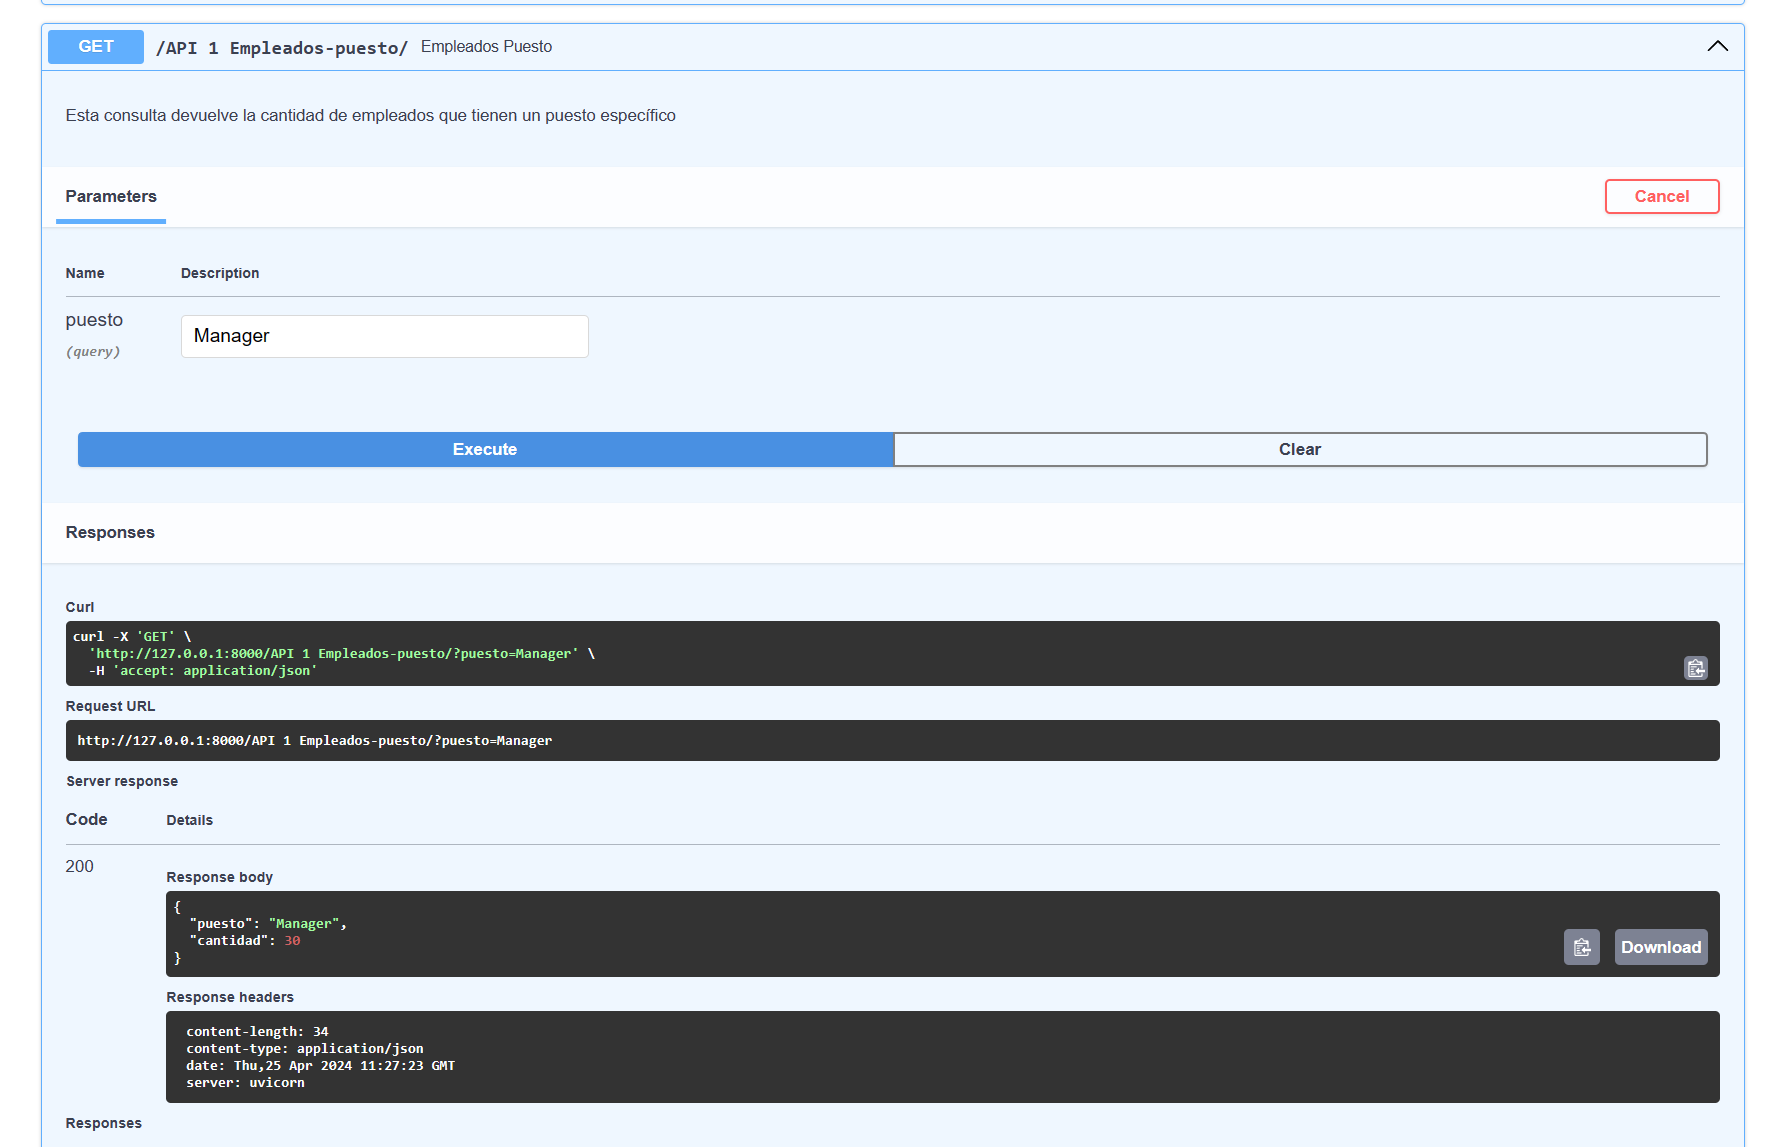 GET /API 1 Empleados-puesto/ Empleados Puesto
Esta consulta devuelve la cantidad de empleados que tienen un puesto específico
Parameters
Cancel
Name Description
puesto
(query)
Manager
Execute
Clear
Responses
Curl
curl -X 'GET' \
'http://127.0.0.1:8000/API 1 Empleados-puesto/?puesto=Manager' \
-H 'accept: application/json'
Request URL
http://127.0.0.1:8000/API 1 Empleados-puesto/?puesto=Manager
Server response
Code Details
200
Response body
{
"puesto": "Manager",
"cantidad": 30
}
Download
Response headers
content-length: 34
content-type: application/json
date: Thu,25 Apr 2024 11:27:23 GMT
server: uvicorn
Responses